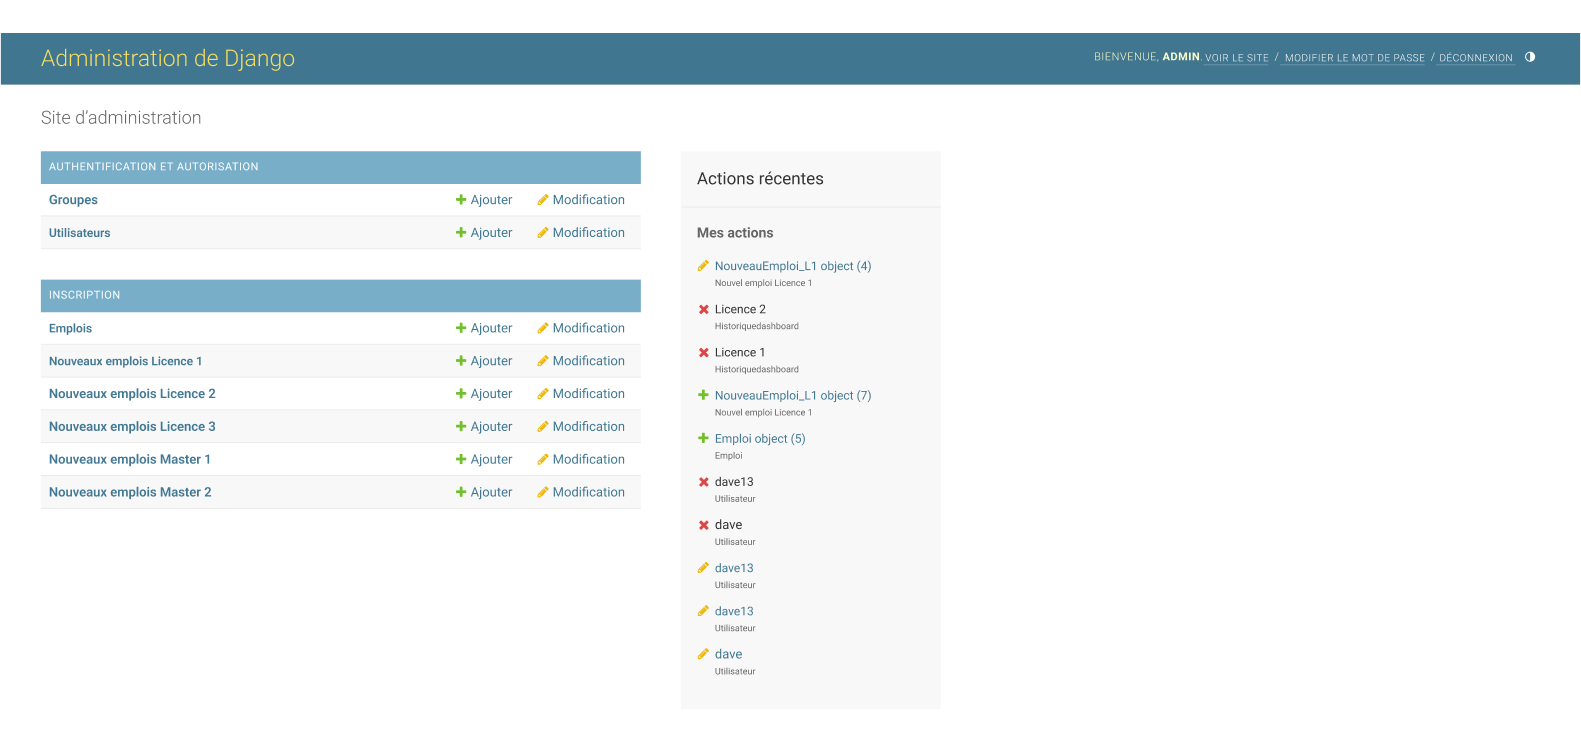 Administration de Django
BIENVENUE, ADMIN. VOIR LE SITE / MODIFIER LE MOT DE PASSE / DÉCONNEXION
Site d’administration
AUTHENTIFICATION ET AUTORISATION
Groupes Ajouter Modification
Utilisateurs Ajouter Modification
INSCRIPTION
Emplois Ajouter Modification
Nouveaux emplois Licence 1 Ajouter Modification
Nouveaux emplois Licence 2 Ajouter Modification
Nouveaux emplois Licence 3 Ajouter Modification
Nouveaux emplois Master 1 Ajouter Modification
Nouveaux emplois Master 2 Ajouter Modification
Actions récentes
Mes actions
NouveauEmploi_L1 object (4)
Nouvel emploi Licence 1
Licence 2
Historiquedashboard
Licence 1
Historiquedashboard
NouveauEmploi_L1 object (7)
Nouvel emploi Licence 1
Emploi object (5)
Emploi
dave13
Utilisateur
dave
Utilisateur
dave13
Utilisateur
dave13
Utilisateur
dave
Utilisateur